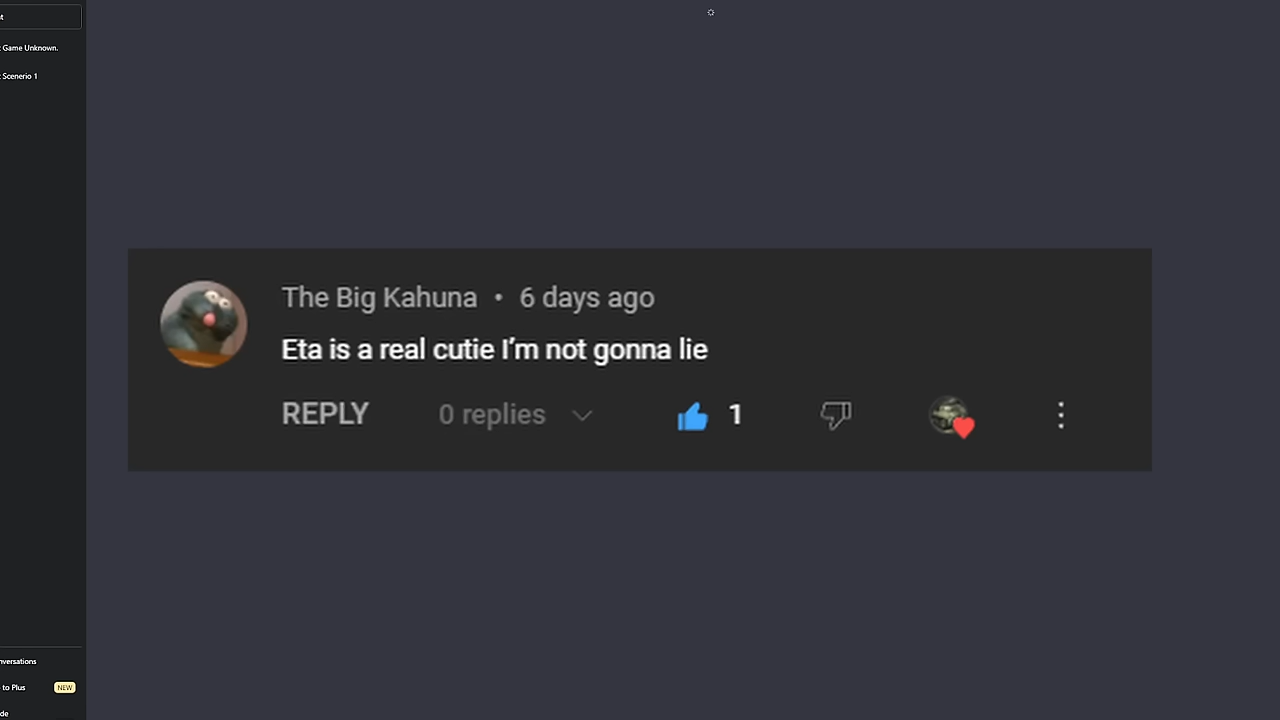 t
Game Unknown.
Scenerio 1
The Big Kahuna • 6 days ago
Eta is a real cutie I'm not gonna lie
REPLY 0 replies 1
nversations
to Plus NEW
de